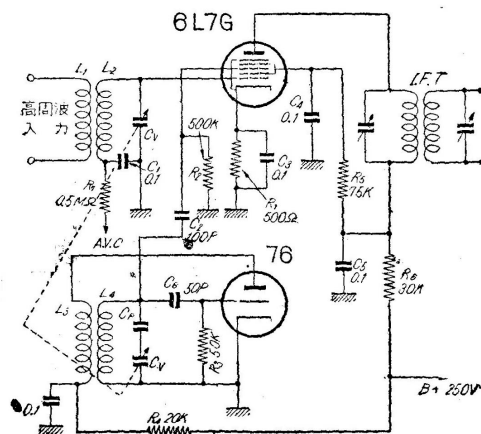 6L7G
L₁ L₂
I.F.T
高周波
入力
Cv
C₁
0.1
500K
R₂
C₄
0.1
C₃
0.1
R₁
500Ω
R₅
75K
0.5MΩ
A.V.C
C₂
100P
76
C₅
0.1
R₆
30K
L₃ L₄
C₆ 50P
Cp
Cv
R₃ 50K
B+ 250V
0.1
R₄ 20K